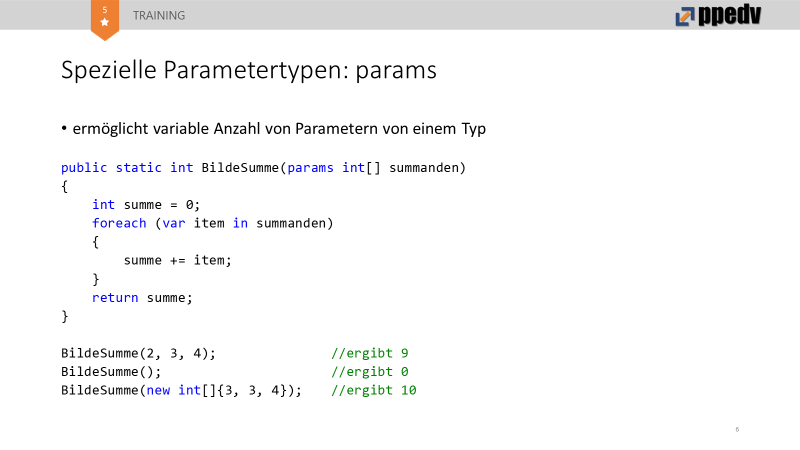 5
TRAINING
ppedv
Spezielle Parametertypen: params
• ermöglicht variable Anzahl von Parametern von einem Typ
public static int BildeSumme(params int[] summanden)
{
    int summe = 0;
    foreach (var item in summanden)
    {
        summe += item;
    }
    return summe;
}
BildeSumme(2, 3, 4); //ergibt 9
BildeSumme(); //ergibt 0
BildeSumme(new int[]{3, 3, 4}); //ergibt 10
6